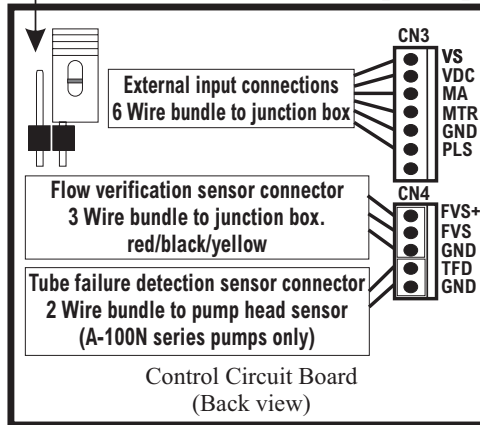 CN3
VS
VDC
MA
MTR
GND
PLS
External input connections
6 Wire bundle to junction box
CN4
FVS+
FVS
GND
TFD
GND
Flow verification sensor connector
3 Wire bundle to junction box.
red/black/yellow
Tube failure detection sensor connector
2 Wire bundle to pump head sensor
(A-100N series pumps only)
Control Circuit Board
(Back view)